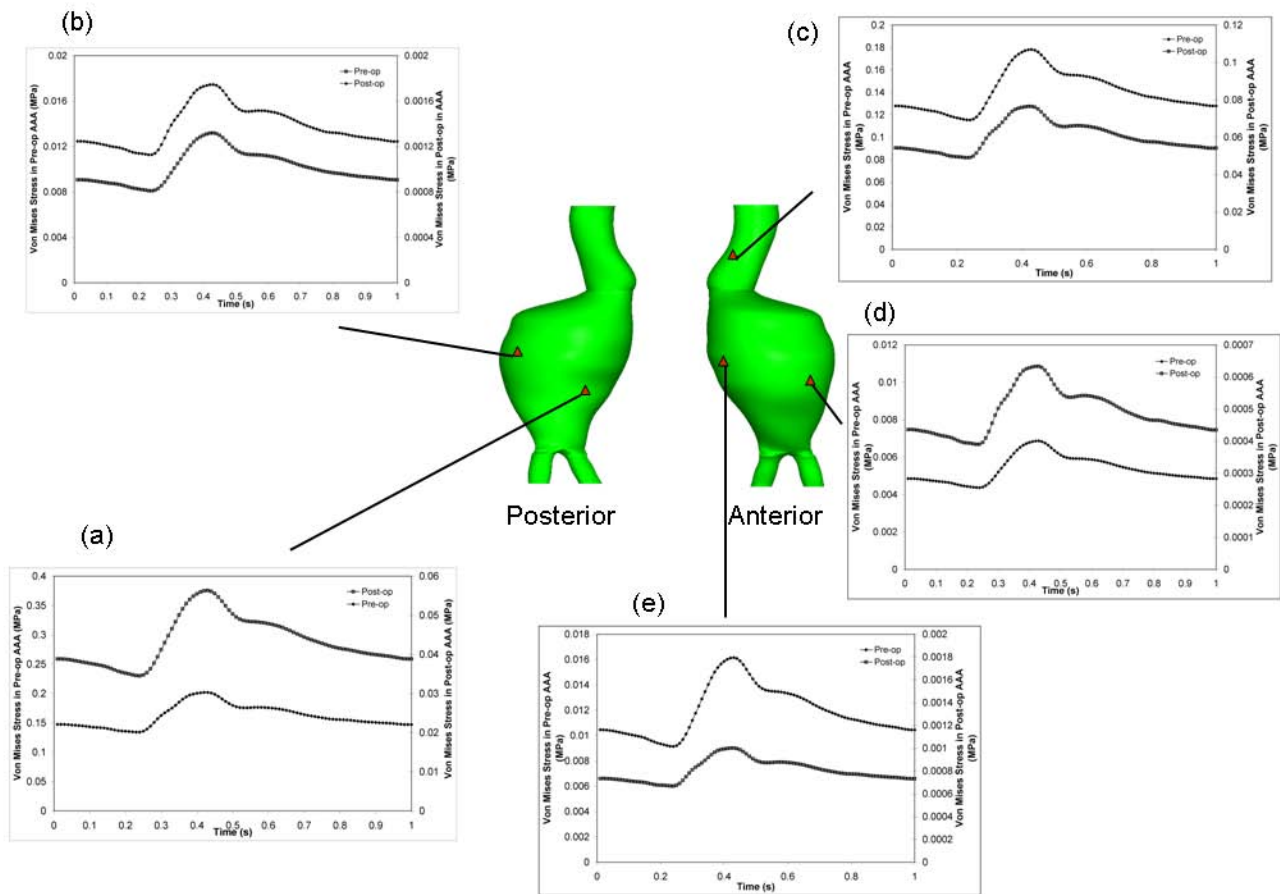 (b)
Von Mises Stress in Pre-op AAA (MPa)
0.02
0.016
0.012
0.008
0.004
0
Pre-op
Post-op
0.002
0.0016
0.0012
0.0008
0.0004
0
Von Mises Stress in Post-op in AAA
(MPa)
0 0.1 0.2 0.3 0.4 0.5 0.6 0.7 0.8 0.9 1
Time (s)
(c)
Von Mises Stress in Pre-op AAA
(MPa)
0.2
0.18
0.16
0.14
0.12
0.1
0.08
0.06
0.04
0.02
0
Pre-op
Post-op
0.12
0.1
0.08
0.06
0.04
0.02
0
Von Mises Stress in Post-op AAA
(MPa)
0 0.2 0.4 0.6 0.8 1
Time (s)
(d)
Von Mises Stress in Pre-op AAA
(MPa)
0.012
0.01
0.008
0.006
0.004
0.002
0
Pre-op
Post-op
0.0007
0.0006
0.0005
0.0004
0.0003
0.0002
0.0001
0
Von Mises Stress in Post-op AAA
(MPa)
0 0.1 0.2 0.3 0.4 0.5 0.6 0.7 0.8 0.9 1
Time (s)
Posterior
Anterior
(a)
Von Mises Stress in Pre-op AAA (MPa)
0.4
0.35
0.3
0.25
0.2
0.15
0.1
0.05
0
Post-op
Pre-op
0.06
0.05
0.04
0.03
0.02
0.01
0
Von Mises Stress in Post-op AAA (MPa)
0 0.1 0.2 0.3 0.4 0.5 0.6 0.7 0.8 0.9 1
Time (s)
(e)
Von Mises Stress in Pre-op AAA
(MPa)
0.018
0.016
0.014
0.012
0.01
0.008
0.006
0.004
0.002
0
Pre-op
Post-op
0.002
0.0018
0.0016
0.0014
0.0012
0.001
0.0008
0.0006
0.0004
0.0002
0
Von Mises Stress in Post-op AAA
(MPa)
0 0.2 0.4 0.6 0.8 1
Time (s)